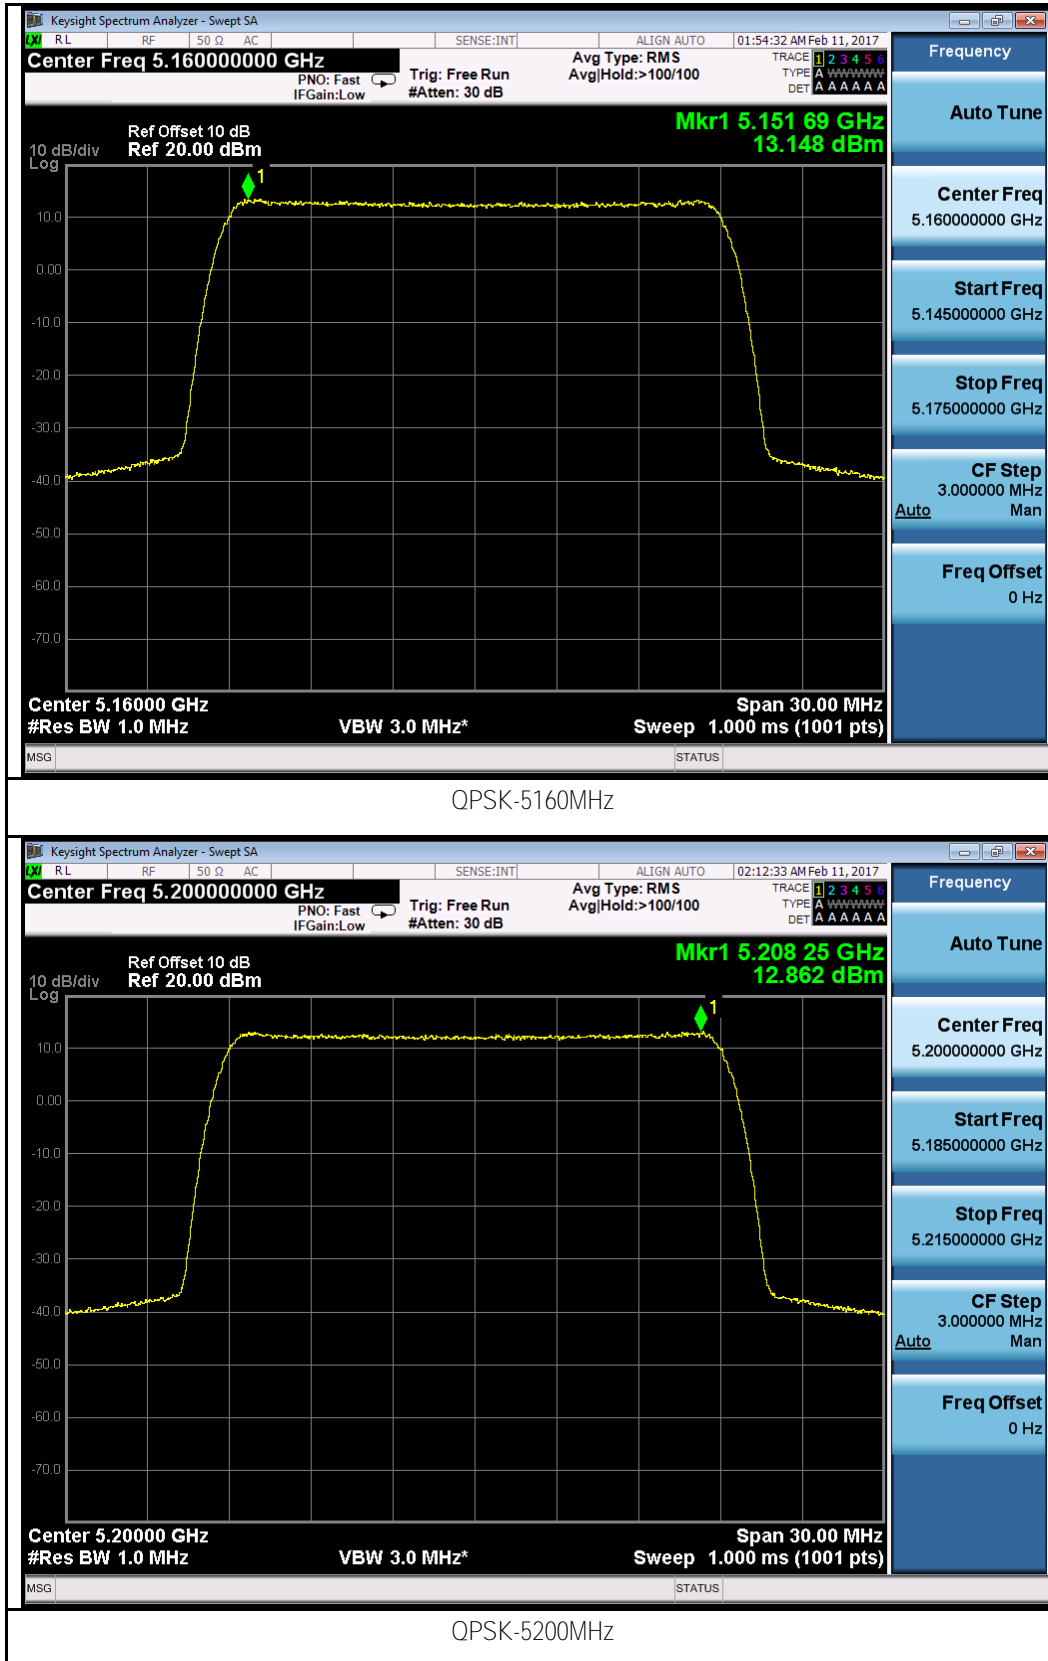 Keysight Spectrum Analyzer - Swept SA
LXI RL RF 50 Ω AC SENSE:INT ALIGN AUTO 01:54:32 AM Feb 11, 2017
Center Freq 5.160000000 GHz
PNO: Fast
IFGain:Low
Trig: Free Run
#Atten: 30 dB
Avg Type: RMS
Avg|Hold:>100/100
TRACE 1 2 3 4 5 6
TYPE A WWWWW
DET A A A A A A
Mkr1 5.151 69 GHz
13.148 dBm
Ref Offset 10 dB
10 dB/div Ref 20.00 dBm
Log
1
10.0
0.00
-10.0
-20.0
-30.0
-40.0
-50.0
-60.0
-70.0
Center 5.16000 GHz Span 30.00 MHz
#Res BW 1.0 MHz VBW 3.0 MHz* Sweep 1.000 ms (1001 pts)
MSG STATUS
Frequency
Auto Tune
Center Freq
5.160000000 GHz
Start Freq
5.145000000 GHz
Stop Freq
5.175000000 GHz
CF Step
3.000000 MHz
Auto Man
Freq Offset
0 Hz
QPSK-5160MHz
Keysight Spectrum Analyzer - Swept SA
LXI RL RF 50 Ω AC SENSE:INT ALIGN AUTO 02:12:33 AM Feb 11, 2017
Center Freq 5.200000000 GHz
PNO: Fast
IFGain:Low
Trig: Free Run
#Atten: 30 dB
Avg Type: RMS
Avg|Hold:>100/100
TRACE 1 2 3 4 5 6
TYPE A WWWWW
DET A A A A A A
Mkr1 5.208 25 GHz
12.862 dBm
Ref Offset 10 dB
10 dB/div Ref 20.00 dBm
Log
1
10.0
0.00
-10.0
-20.0
-30.0
-40.0
-50.0
-60.0
-70.0
Center 5.20000 GHz Span 30.00 MHz
#Res BW 1.0 MHz VBW 3.0 MHz* Sweep 1.000 ms (1001 pts)
MSG STATUS
Frequency
Auto Tune
Center Freq
5.200000000 GHz
Start Freq
5.185000000 GHz
Stop Freq
5.215000000 GHz
CF Step
3.000000 MHz
Auto Man
Freq Offset
0 Hz
QPSK-5200MHz